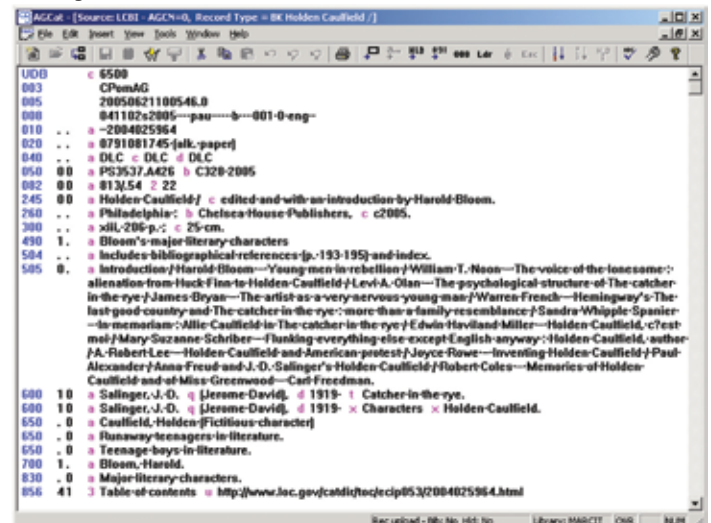 AGCat - [Source: LCBI - AGCN=0, Record Type = BK Holden Caulfield /]
File Edit Insert View Tools Window Help
UDB c 6500
003 CPomAG
005 20050621100546.0
008 041102s2005----pau-----b----001-0-eng--
010 .. a ~2004025964
020 .. a 0791081745-(alk.-paper)
040 .. a DLC c DLC d DLC
050 00 a PS3537.A426 b C328-2005
082 00 a 813/.54 2 22
245 00 a Holden-Caulfield-/ c edited-and-with-an-introduction-by-Harold-Bloom.
260 .. a Philadelphia-: b Chelsea-House-Publishers, c c2005.
300 .. a xiii,-206-p.-; c 25-cm.
490 1. a Bloom's-major-literary-characters
504 .. a Includes-bibliographical-references-(p.-193-195)-and-index.
505 0. a Introduction-/-Harold-Bloom----Young-men-in-rebellion-/-William-T.-Noon----The-voice-of-the-lonesome-:-
alienation-from-Huck-Finn-to-Holden-Caulfield-/-Levi-A.-Olan----The-psychological-structure-of-The-catcher-
in-the-rye-/-James-Bryan----The-artist-as-a-very-nervous-young-man-/-Warren-French----Hemingway's-The-
last-good-country-and-The-catcher-in-the-rye-:-more-than-a-family-resemblance-/-Sandra-Whipple-Spanier-
---In-memoriam-:-Allie-Caulfield-in-The-catcher-in-the-rye-/-Edwin-Haviland-Miller----Holden-Caulfield,-c?est-
moi-/-Mary-Suzanne-Schriber----Flunking-everything-else-except-English-anyway-:-Holden-Caulfield,-author-
/-A.-Robert-Lee----Holden-Caulfield-and-American-protest-/-Joyce-Rowe----Inventing-Holden-Caulfield-/-Paul-
Alexander-/-Anna-Freud-and-J.-D.-Salinger's-Holden-Caulfield-/-Robert-Coles----Memories-of-Holden-
Caulfield-and-of-Miss-Greenwood----Carl-Freedman.
600 10 a Salinger,-J.-D. q (Jerome-David), d 1919- t Catcher-in-the-rye.
600 10 a Salinger,-J.-D. q (Jerome-David), d 1919- x Characters x Holden-Caulfield.
650 .0 a Caulfield,-Holden-(Fictitious-character)
650 .0 a Runaway-teenagers-in-literature.
650 .0 a Teenage-boys-in-literature.
700 1. a Bloom,-Harold.
830 .0 a Major-literary-characters.
856 41 3 Table-of-contents u http://www.loc.gov/catdir/toc/ecip053/2004025964.html